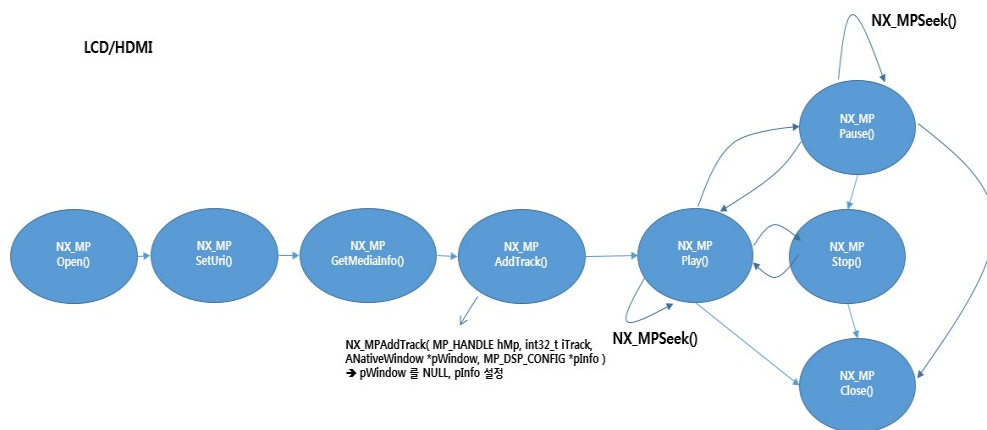 LCD/HDMI
NX_MPSeek()
NX_MP
Pause()
NX_MP
Open()
NX_MP
SetUri()
NX_MP
GetMediaInfo()
NX_MP
AddTrack()
NX_MP
Play()
NX_MP
Stop()
NX_MPSeek()
NX_MPAddTrack( MP_HANDLE hMp, int32_t iTrack,
ANativeWindow *pWindow, MP_DSP_CONFIG *pInfo )
➔ pWindow 를 NULL, pInfo 설정
NX_MP
Close()